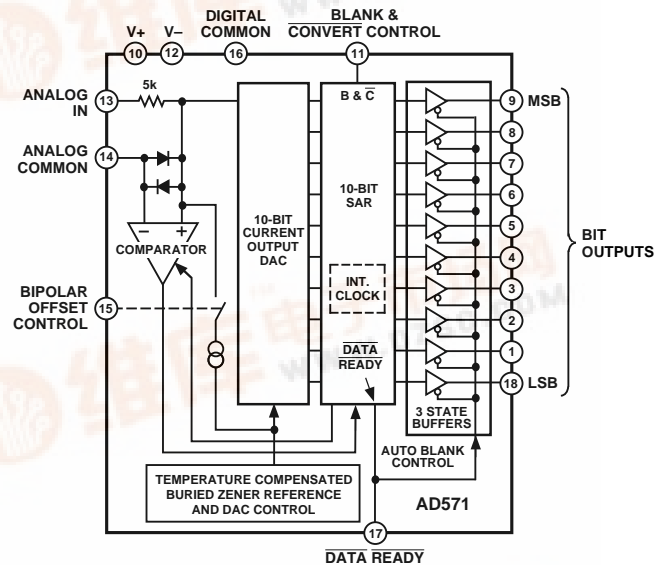 DIGITAL
COMMON
BLANK &
CONVERT CONTROL
V+
V–
10
12
16
11
5k
ANALOG
IN
13
B & C
9
MSB
8
ANALOG
COMMON
14
7
10-BIT
SAR
6
10-BIT
CURRENT
OUTPUT
DAC
5
– +
COMPARATOR
BIT
OUTPUTS
4
INT.
CLOCK
3
BIPOLAR
OFFSET
CONTROL
15
2
DATA
READY
1
18
LSB
3 STATE
BUFFERS
AUTO BLANK
CONTROL
TEMPERATURE COMPENSATED
BURIED ZENER REFERENCE
AND DAC CONTROL
AD571
17
DATA READY